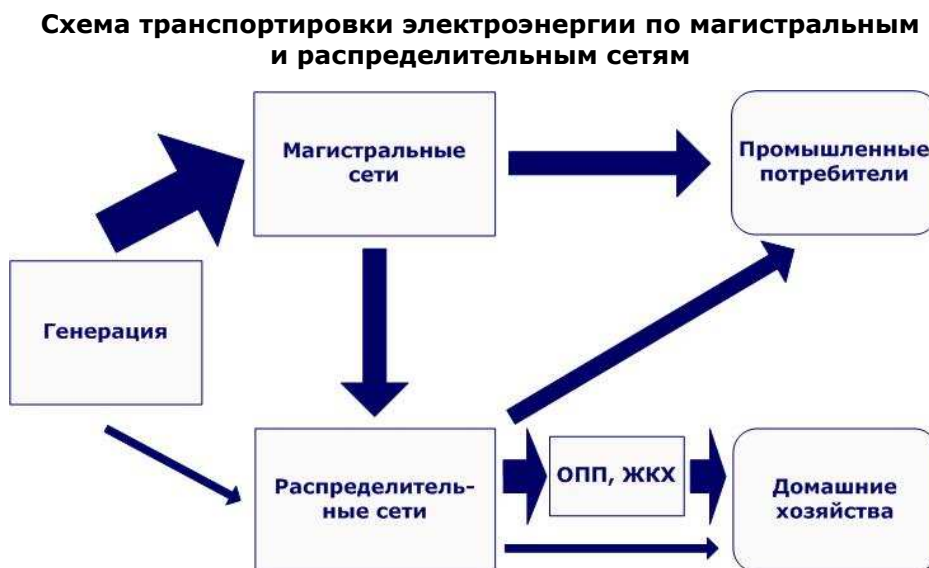 Схема транспортировки электроэнергии по магистральным
и распределительным сетям
Магистральные
сети
Промышленные
потребители
Генерация
Распределитель-
ные сети
ОПП, ЖКХ
Домашние
хозяйства